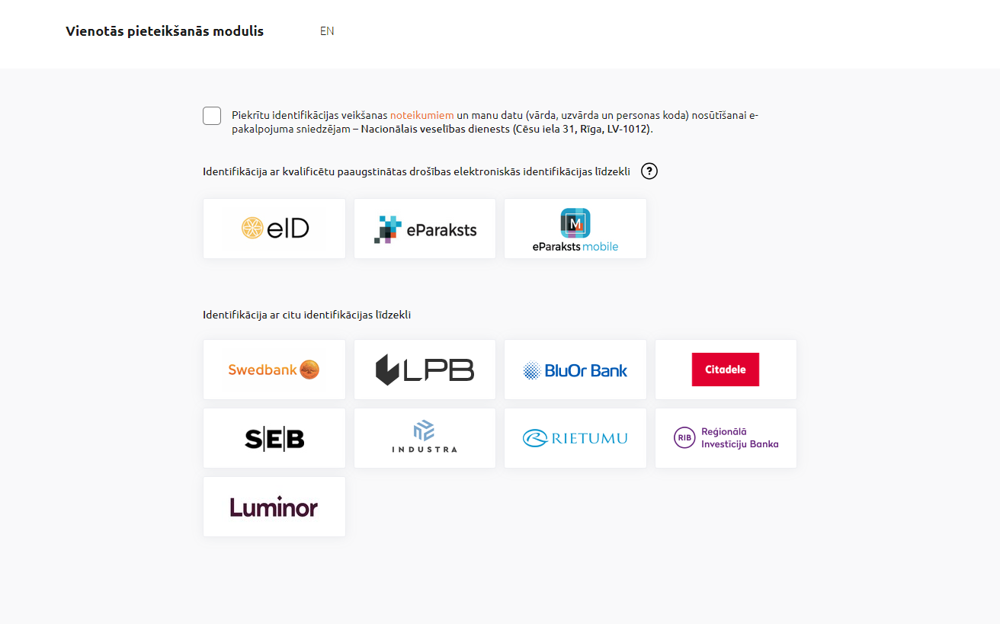 Vienotās pieteikšanās modulis EN
Piekrītu identifikācijas veikšanas noteikumiem un manu datu (vārda, uzvārda un personas koda) nosūtīšanai e-
pakalpojuma sniedzējam – Nacionālais veselības dienests (Cēsu iela 31, Rīga, LV-1012).
Identifikācija ar kvalificētu paaugstinātas drošības elektroniskās identifikācijas līdzekli ?
eID
eParaksts
M
eParaksts mobile
Identifikācija ar citu identifikācijas līdzekli
Swedbank
LPB
BluOr Bank
Citadele
SEB
INDUSTRA
RIETUMU
RIB
Reģionālā
Investīciju Banka
Luminor